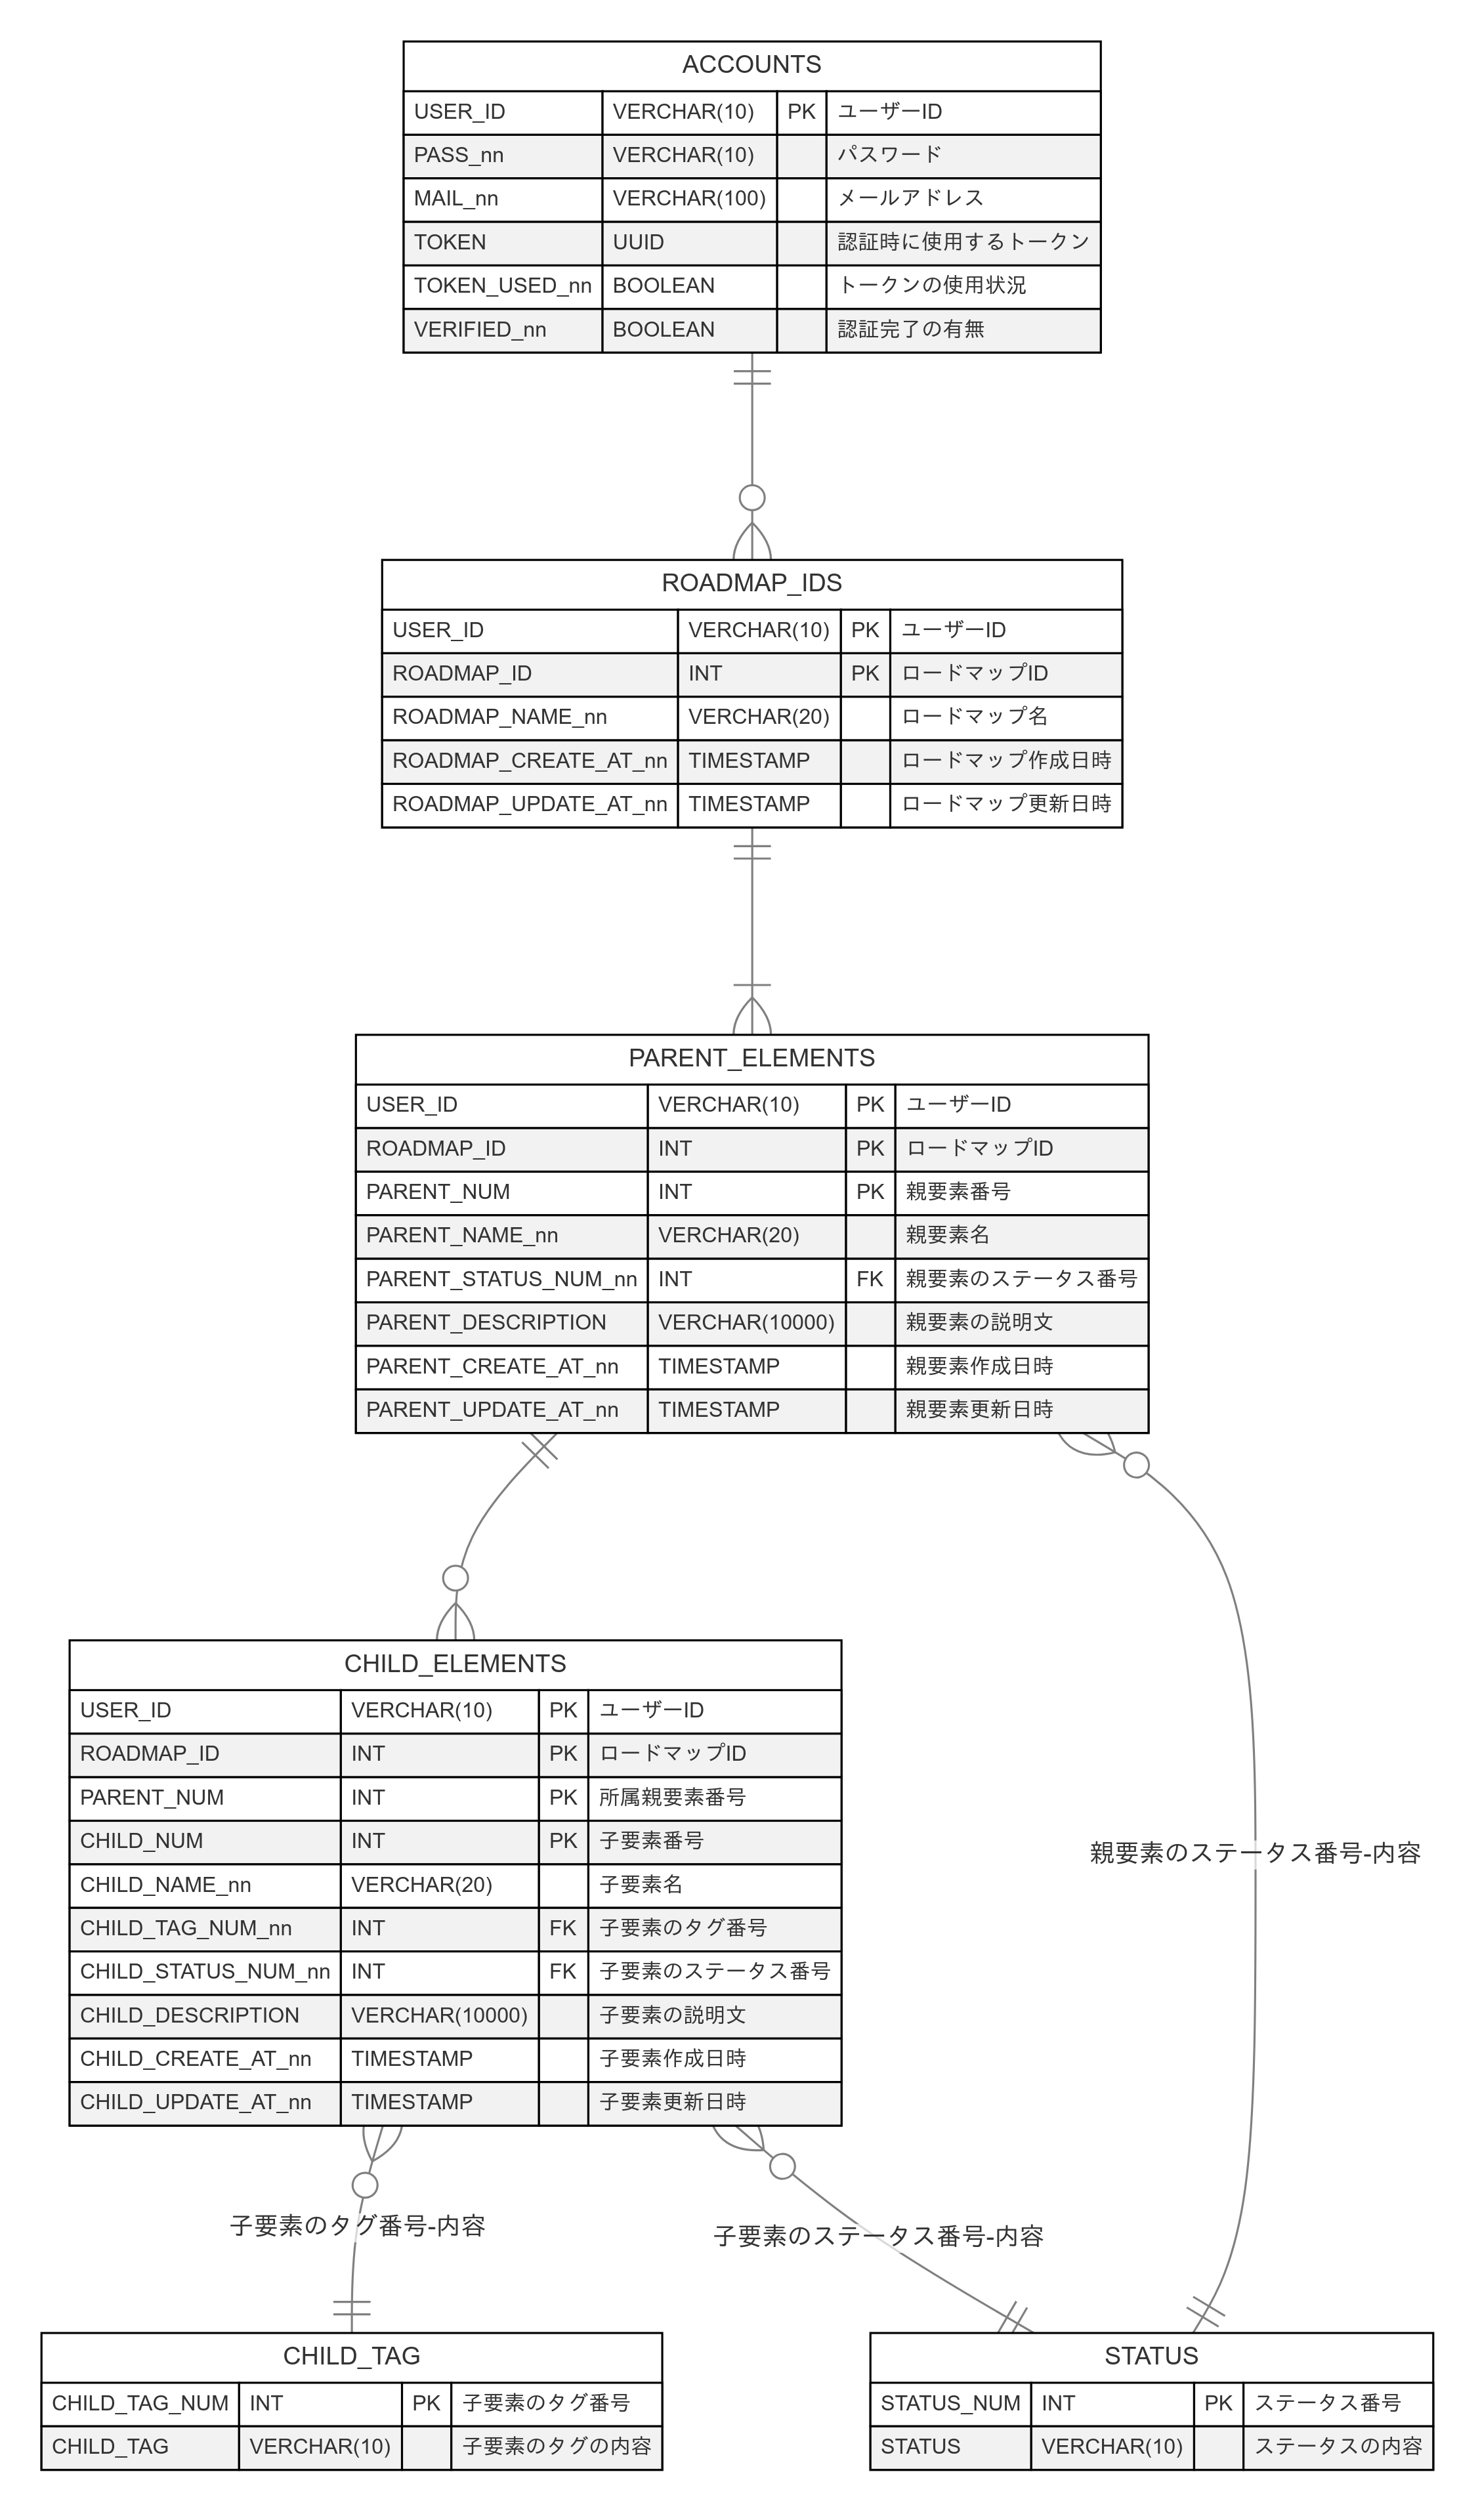 ACCOUNTS
USER_ID VERCHAR(10) PK ユーザーID
PASS_nn VERCHAR(10) パスワード
MAIL_nn VERCHAR(100) メールアドレス
TOKEN UUID 認証時に使用するトークン
TOKEN_USED_nn BOOLEAN トークンの使用状況
VERIFIED_nn BOOLEAN 認証完了の有無
ROADMAP_IDS
USER_ID VERCHAR(10) PK ユーザーID
ROADMAP_ID INT PK ロードマップID
ROADMAP_NAME_nn VERCHAR(20) ロードマップ名
ROADMAP_CREATE_AT_nn TIMESTAMP ロードマップ作成日時
ROADMAP_UPDATE_AT_nn TIMESTAMP ロードマップ更新日時
PARENT_ELEMENTS
USER_ID VERCHAR(10) PK ユーザーID
ROADMAP_ID INT PK ロードマップID
PARENT_NUM INT PK 親要素番号
PARENT_NAME_nn VERCHAR(20) 親要素名
PARENT_STATUS_NUM_nn INT FK 親要素のステータス番号
PARENT_DESCRIPTION VERCHAR(10000) 親要素の説明文
PARENT_CREATE_AT_nn TIMESTAMP 親要素作成日時
PARENT_UPDATE_AT_nn TIMESTAMP 親要素更新日時
CHILD_ELEMENTS
USER_ID VERCHAR(10) PK ユーザーID
ROADMAP_ID INT PK ロードマップID
PARENT_NUM INT PK 所属親要素番号
CHILD_NUM INT PK 子要素番号
CHILD_NAME_nn VERCHAR(20) 子要素名
CHILD_TAG_NUM_nn INT FK 子要素のタグ番号
CHILD_STATUS_NUM_nn INT FK 子要素のステータス番号
CHILD_DESCRIPTION VERCHAR(10000) 子要素の説明文
CHILD_CREATE_AT_nn TIMESTAMP 子要素作成日時
CHILD_UPDATE_AT_nn TIMESTAMP 子要素更新日時
親要素のステータス番号-内容
子要素のタグ番号-内容
子要素のステータス番号-内容
CHILD_TAG
CHILD_TAG_NUM INT PK 子要素のタグ番号
CHILD_TAG VERCHAR(10) 子要素のタグの内容
STATUS
STATUS_NUM INT PK ステータス番号
STATUS VERCHAR(10) ステータスの内容